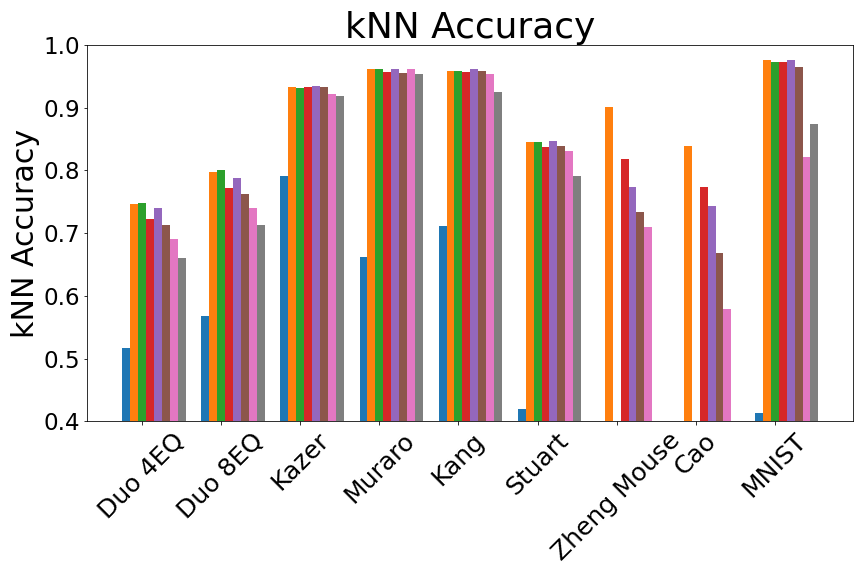 kNN Accuracy
kNN Accuracy
1.0
0.9
0.8
0.7
0.6
0.5
0.4
Duo 4EQ
Duo 8EQ
Kazer
Muraro
Kang
Stuart
Zheng Mouse
Cao
MNIST